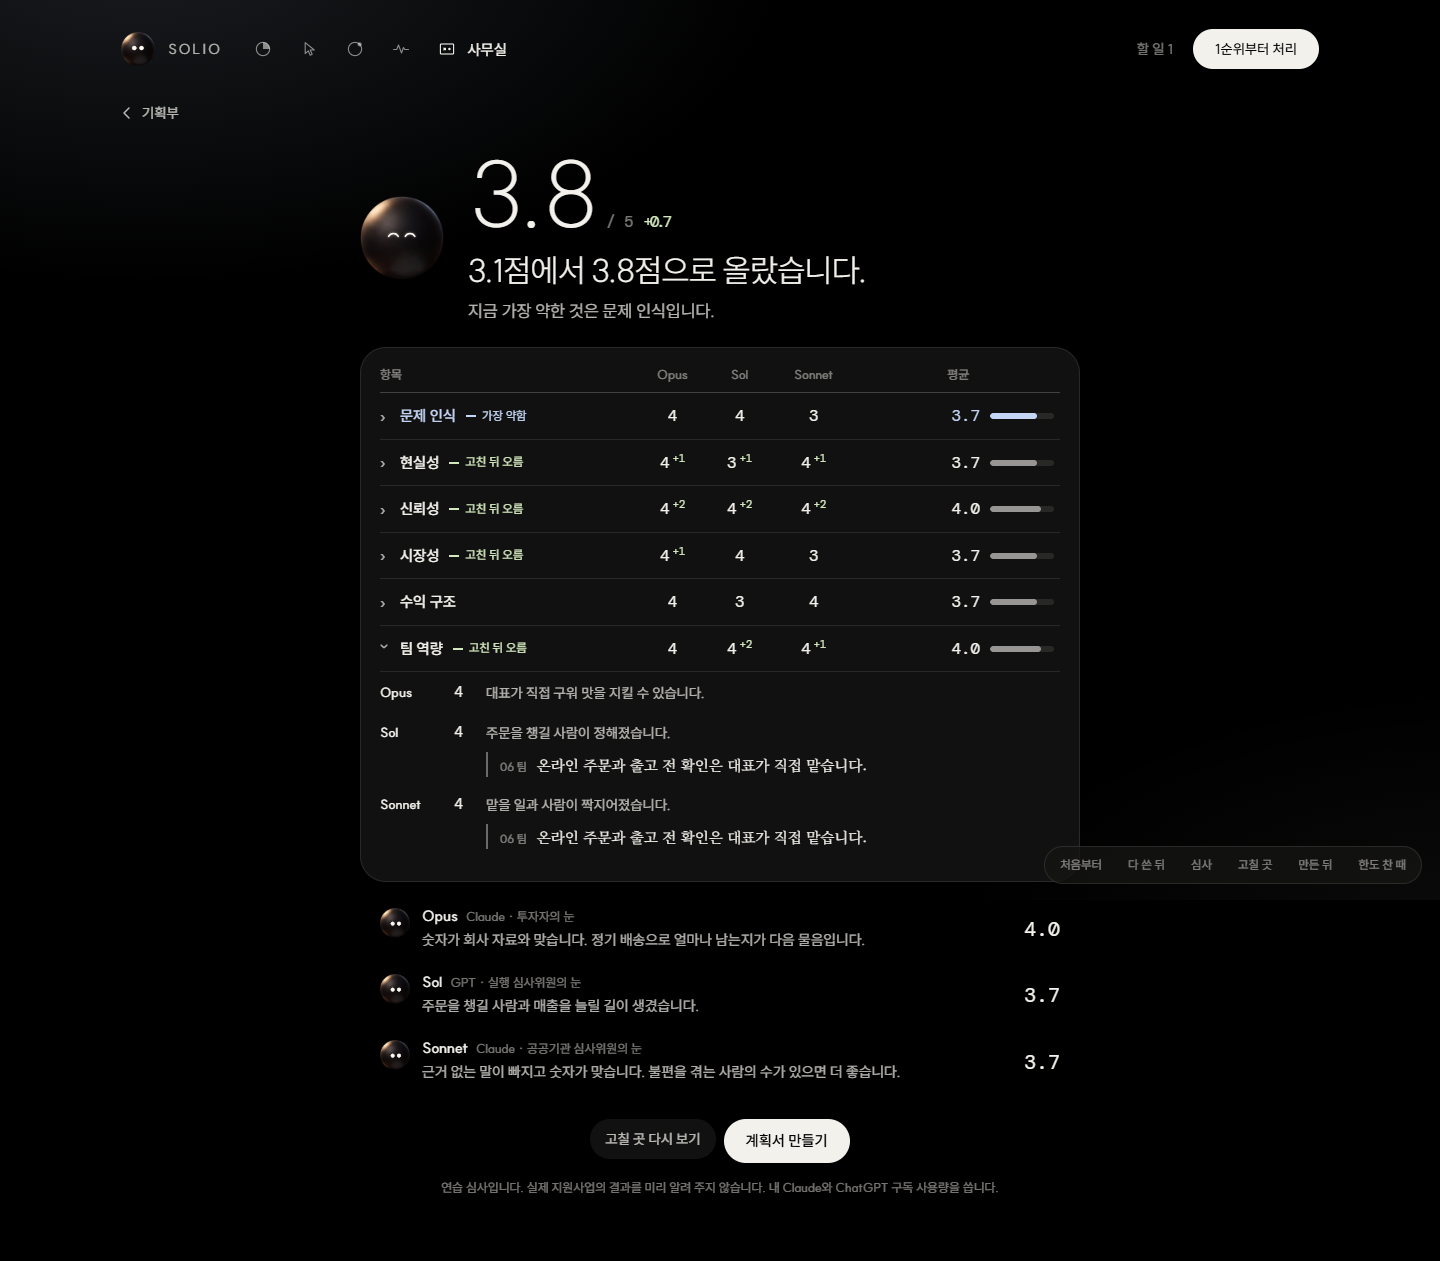 SOLIO 사무실 할 일 1 1순위부터 처리
기획부
3.8 / 5 +0.7
3.1점에서 3.8점으로 올랐습니다.
지금 가장 약한 것은 문제 인식입니다.
항목 Opus Sol Sonnet 평균
› 문제 인식 — 가장 약함 4 4 3 3.7
› 현실성 — 고친 뒤 오름 4 +1 3 +1 4 +1 3.7
› 신뢰성 — 고친 뒤 오름 4 +2 4 +2 4 +2 4.0
› 시장성 — 고친 뒤 오름 4 +1 4 3 3.7
› 수익 구조 4 3 4 3.7
팀 역량 — 고친 뒤 오름 4 4 +2 4 +1 4.0
Opus 4 대표가 직접 구워 맛을 지킬 수 있습니다.
Sol 4 주문을 챙길 사람이 정해졌습니다.
06 팀 온라인 주문과 출고 전 확인은 대표가 직접 맡습니다.
Sonnet 4 맡을 일과 사람이 짝지어졌습니다.
06 팀 온라인 주문과 출고 전 확인은 대표가 직접 맡습니다.
처음부터 다 쓴 뒤 심사 고칠 곳 만든 뒤 한도 찬 때
Opus Claude · 투자자의 눈
숫자가 회사 자료와 맞습니다. 정기 배송으로 얼마나 남는지가 다음 물음입니다.
4.0
Sol GPT · 실행 심사위원의 눈
주문을 챙길 사람과 매출을 늘릴 길이 생겼습니다.
3.7
Sonnet Claude · 공공기관 심사위원의 눈
근거 없는 말이 빠지고 숫자가 맞습니다. 불편을 겪는 사람의 수가 있으면 더 좋습니다.
3.7
고칠 곳 다시 보기 계획서 만들기
연습 심사입니다. 실제 지원사업의 결과를 미리 알려 주지 않습니다. 내 Claude와 ChatGPT 구독 사용량을 씁니다.